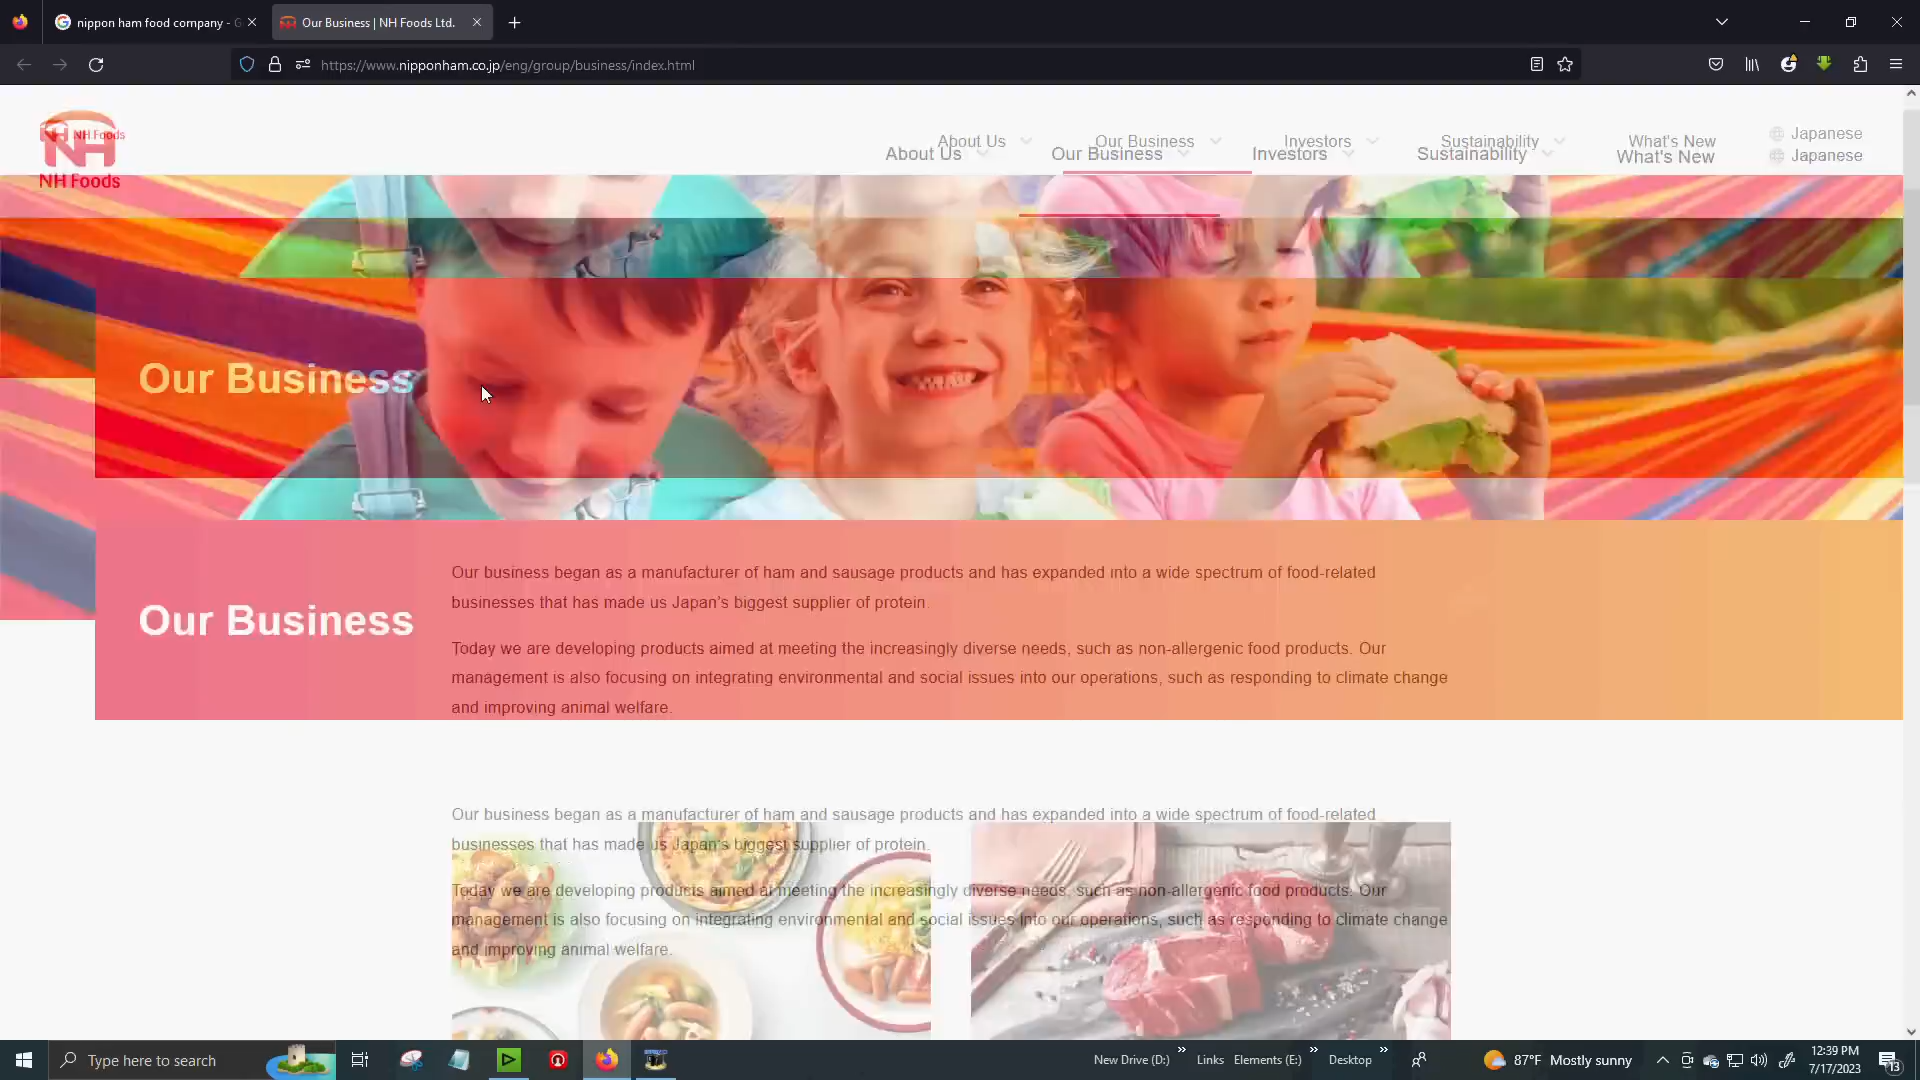 nippon ham food company - G
Our Business | NH Foods Ltd.
https://www.nipponham.co.jp/eng/group/business/index.html
NH Foods
NH
NH Foods
About Us
Our Business
Investors
Sustainability
What's New
Japanese
About Us
Our Business
Investors
Sustainability
What's New
Japanese
Our Business
Our business began as a manufacturer of ham and sausage products and has expanded into a wide spectrum of food-related
businesses that has made us Japan's biggest supplier of protein.
Our Business
Today we are developing products aimed at meeting the increasingly diverse needs, such as non-allergenic food products. Our
management is also focusing on integrating environmental and social issues into our operations, such as responding to climate change
and improving animal welfare.
Our business began as a manufacturer of ham and sausage products and has expanded into a wide spectrum of food-related
businesses that has made us Japan's biggest supplier of protein.
Today we are developing products aimed at meeting the increasingly diverse needs, such as non-allergenic food products. Our
management is also focusing on integrating environmental and social issues into our operations, such as responding to climate change
and improving animal welfare.
Type here to search
New Drive (D:)
Links
Elements (E:)
Desktop
87°F Mostly sunny
12:39 PM
7/17/2023
13